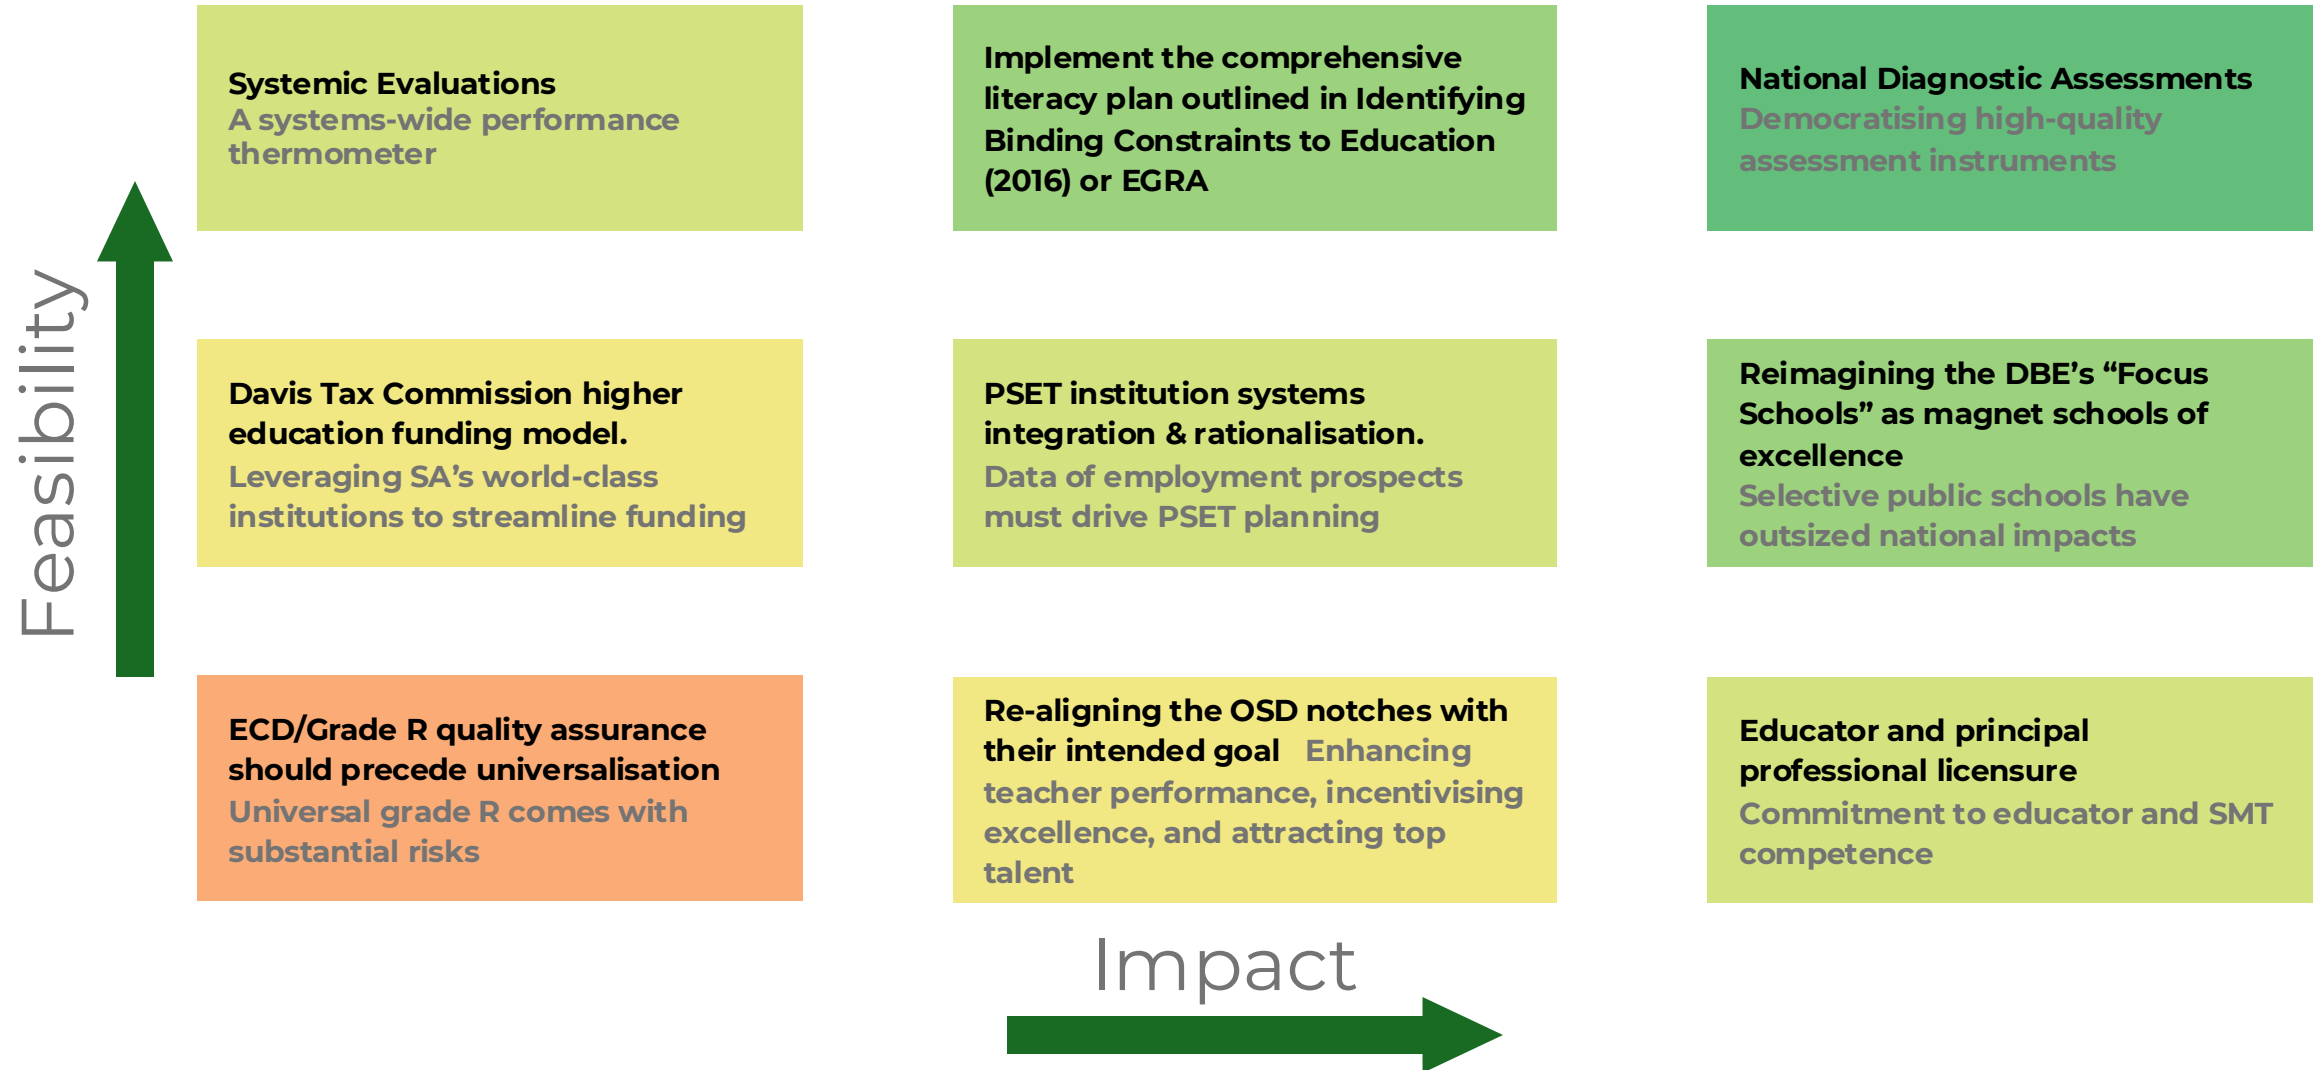 Systemic Evaluations
A systems-wide performance
thermometer
Implement the comprehensive
literacy plan outlined in Identifying
Binding Constraints to Education
(2016) or EGRA
National Diagnostic Assessments
Democratising high-quality
assessment instruments
Feasibility
Davis Tax Commission higher
education funding model.
Leveraging SA’s world-class
institutions to streamline funding
PSET institution systems
integration & rationalisation.
Data of employment prospects
must drive PSET planning
Reimagining the DBE’s “Focus
Schools” as magnet schools of
excellence
Selective public schools have
outsized national impacts
ECD/Grade R quality assurance
should precede universalisation
Universal grade R comes with
substantial risks
Re-aligning the OSD notches with
their intended goal Enhancing
teacher performance, incentivising
excellence, and attracting top
talent
Educator and principal
professional licensure
Commitment to educator and SMT
competence
Impact